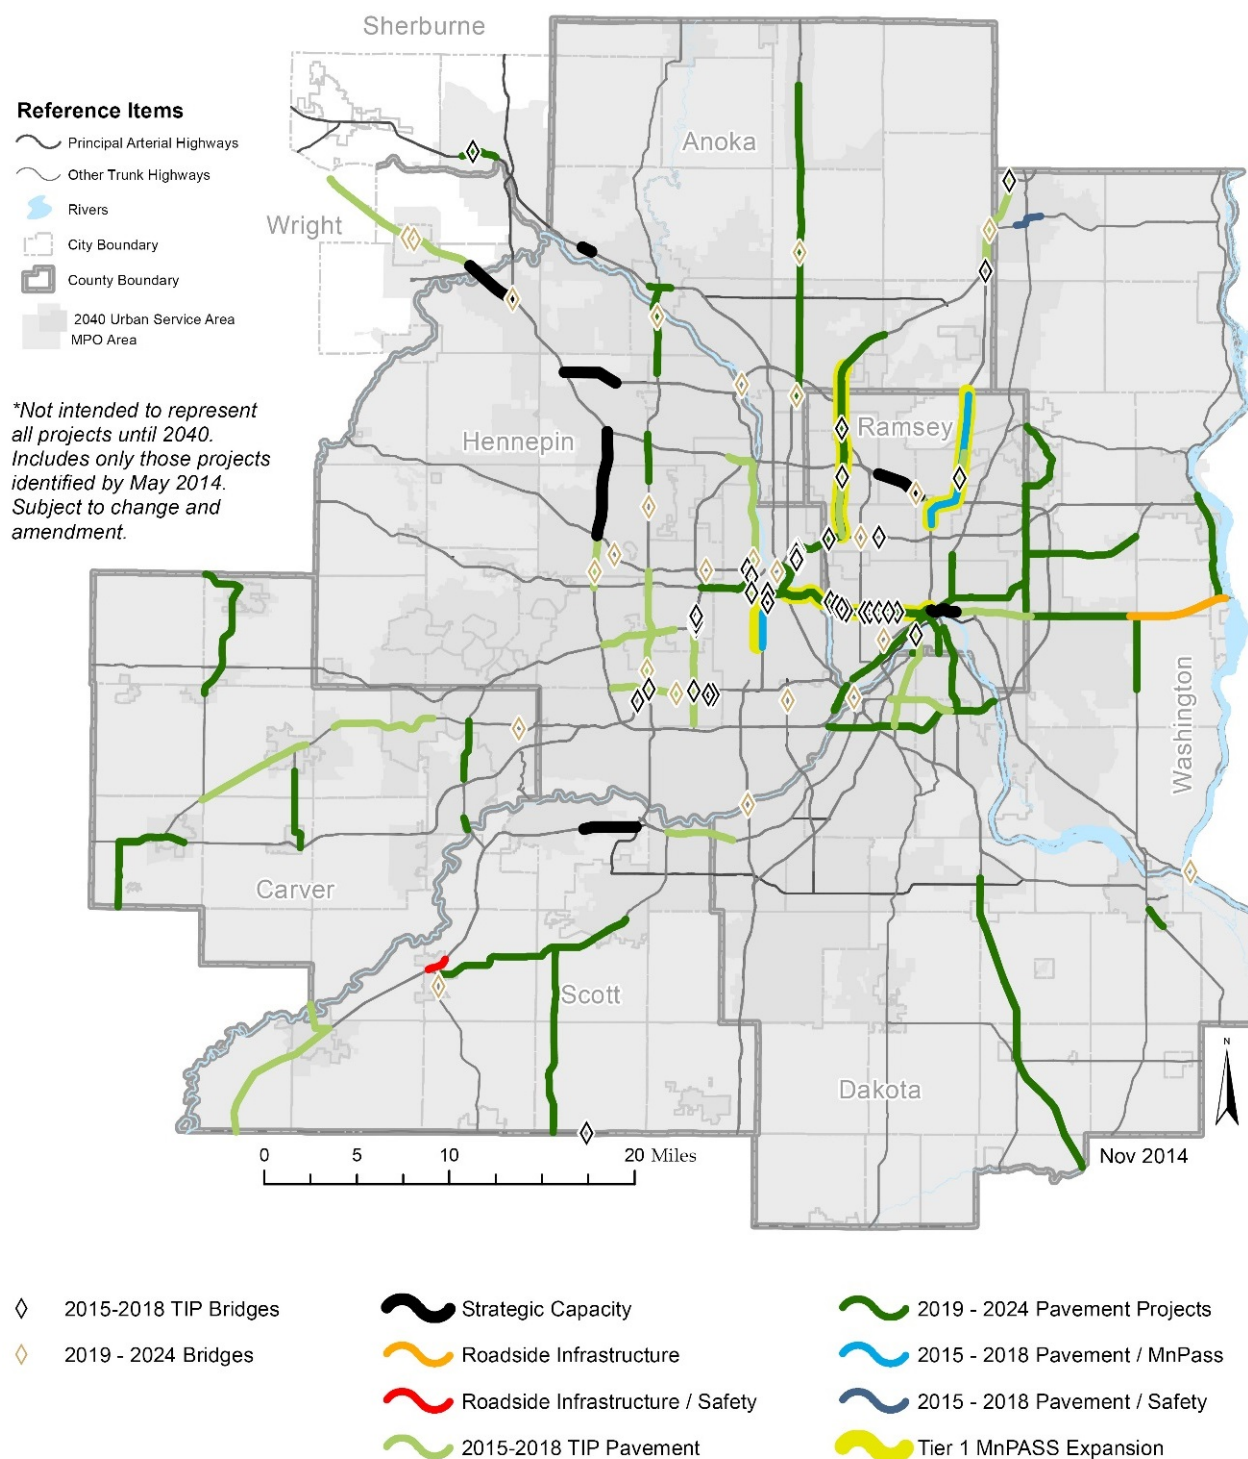 Sherburne
Reference Items
Principal Arterial Highways
Other Trunk Highways
Rivers
City Boundary
County Boundary
2040 Urban Service Area
MPO Area
Anoka
Wright
*Not intended to represent
all projects until 2040.
Includes only those projects
identified by May 2014.
Subject to change and
amendment.
Hennepin
Ramsey
Washington
Carver
Scott
Dakota
N
Nov 2014
0 5 10 20 Miles
2015-2018 TIP Bridges
2019 - 2024 Bridges
Strategic Capacity
Roadside Infrastructure
Roadside Infrastructure / Safety
2015-2018 TIP Pavement
2019 - 2024 Pavement Projects
2015 - 2018 Pavement / MnPass
2015 - 2018 Pavement / Safety
Tier 1 MnPASS Expansion